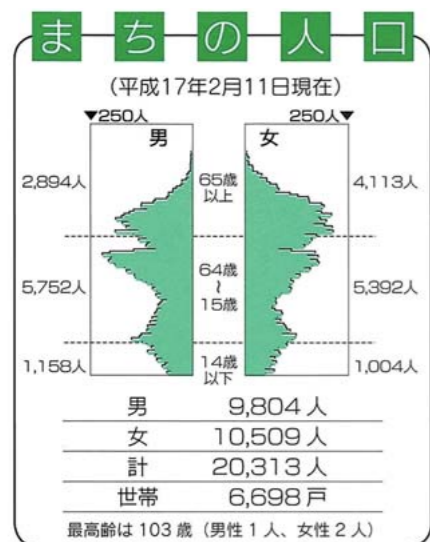 まちの人口
（平成17年2月11日現在）
▼250人 250人▼
男 女
2,894人 65歳以上 4,113人
5,752人 64歳～15歳 5,392人
1,158人 14歳以下 1,004人
男 9,804人
女 10,509人
計 20,313人
世帯 6,698戸
最高齢は103歳（男性1人、女性2人）